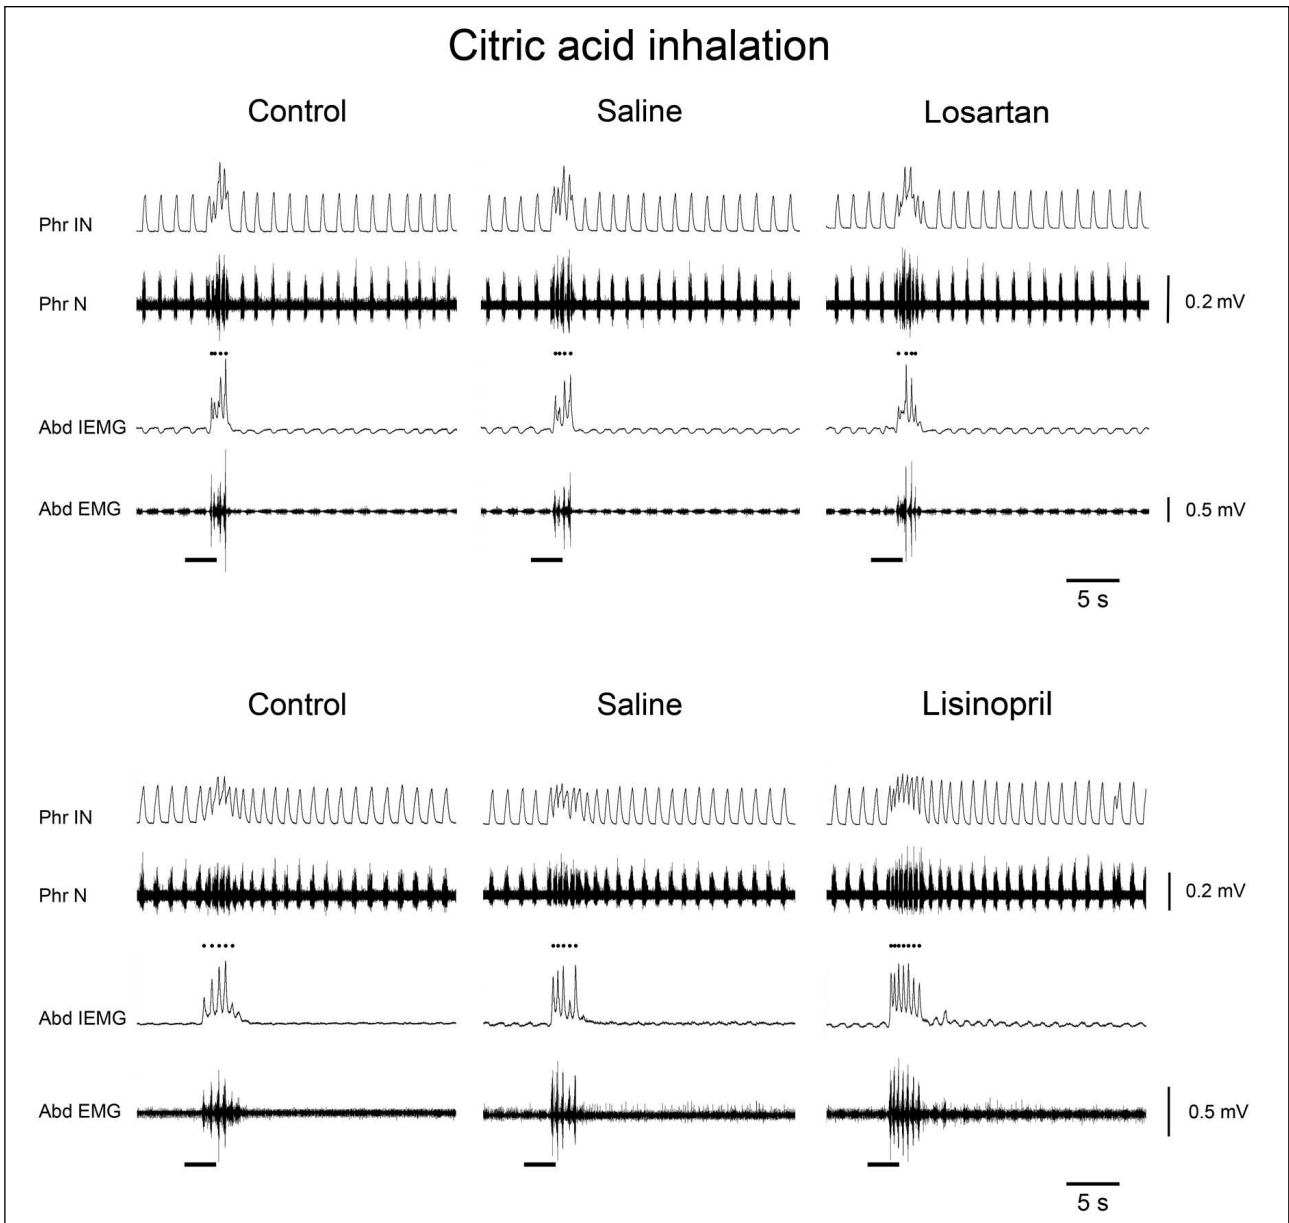 Citric acid inhalation
Control Saline Losartan
Phr IN
Phr N
0.2 mV
Abd IEMG
Abd EMG
0.5 mV
5 s
Control Saline Lisinopril
Phr IN
Phr N
0.2 mV
Abd IEMG
Abd EMG
0.5 mV
5 s